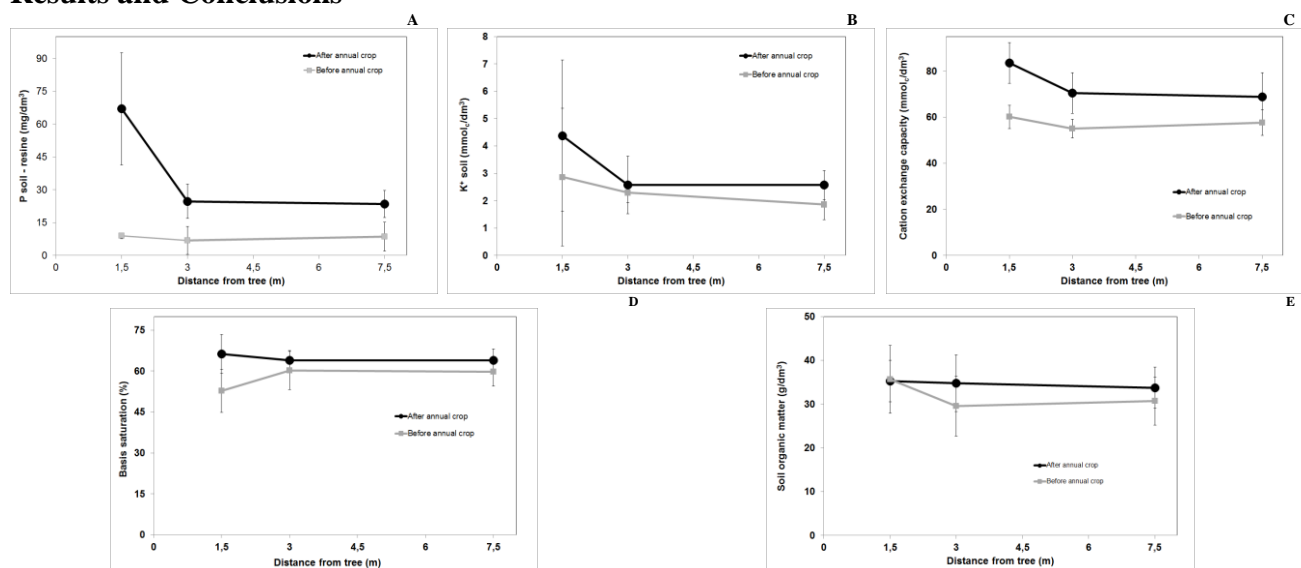 Results and Conclusions
A
P soil - resine (mg/dm³)
90
75
60
45
30
15
0
After annual crop
Before annual crop
0 1,5 3 4,5 6 7,5
Distance from tree (m)
B
K⁺ soil (mmolc/dm³)
8
7
6
5
4
3
2
1
0
After annual crop
Before annual crop
0 1,5 3 4,5 6 7,5
Distance from tree (m)
C
Cation exchange capacity (mmolc/dm³)
80
60
40
20
0
After annual crop
Before annual crop
0 1,5 3 4,5 6 7,5
Distance from tree (m)
D
Basis saturation (%)
75
60
45
30
15
0
After annual crop
Before annual crop
0 1,5 3 4,5 6 7,5
Distance from tree (m)
E
Soil organic matter (g/dm³)
50
40
30
20
10
0
After annual crop
Before annual crop
0 1,5 3 4,5 6 7,5
Distance from tree (m)